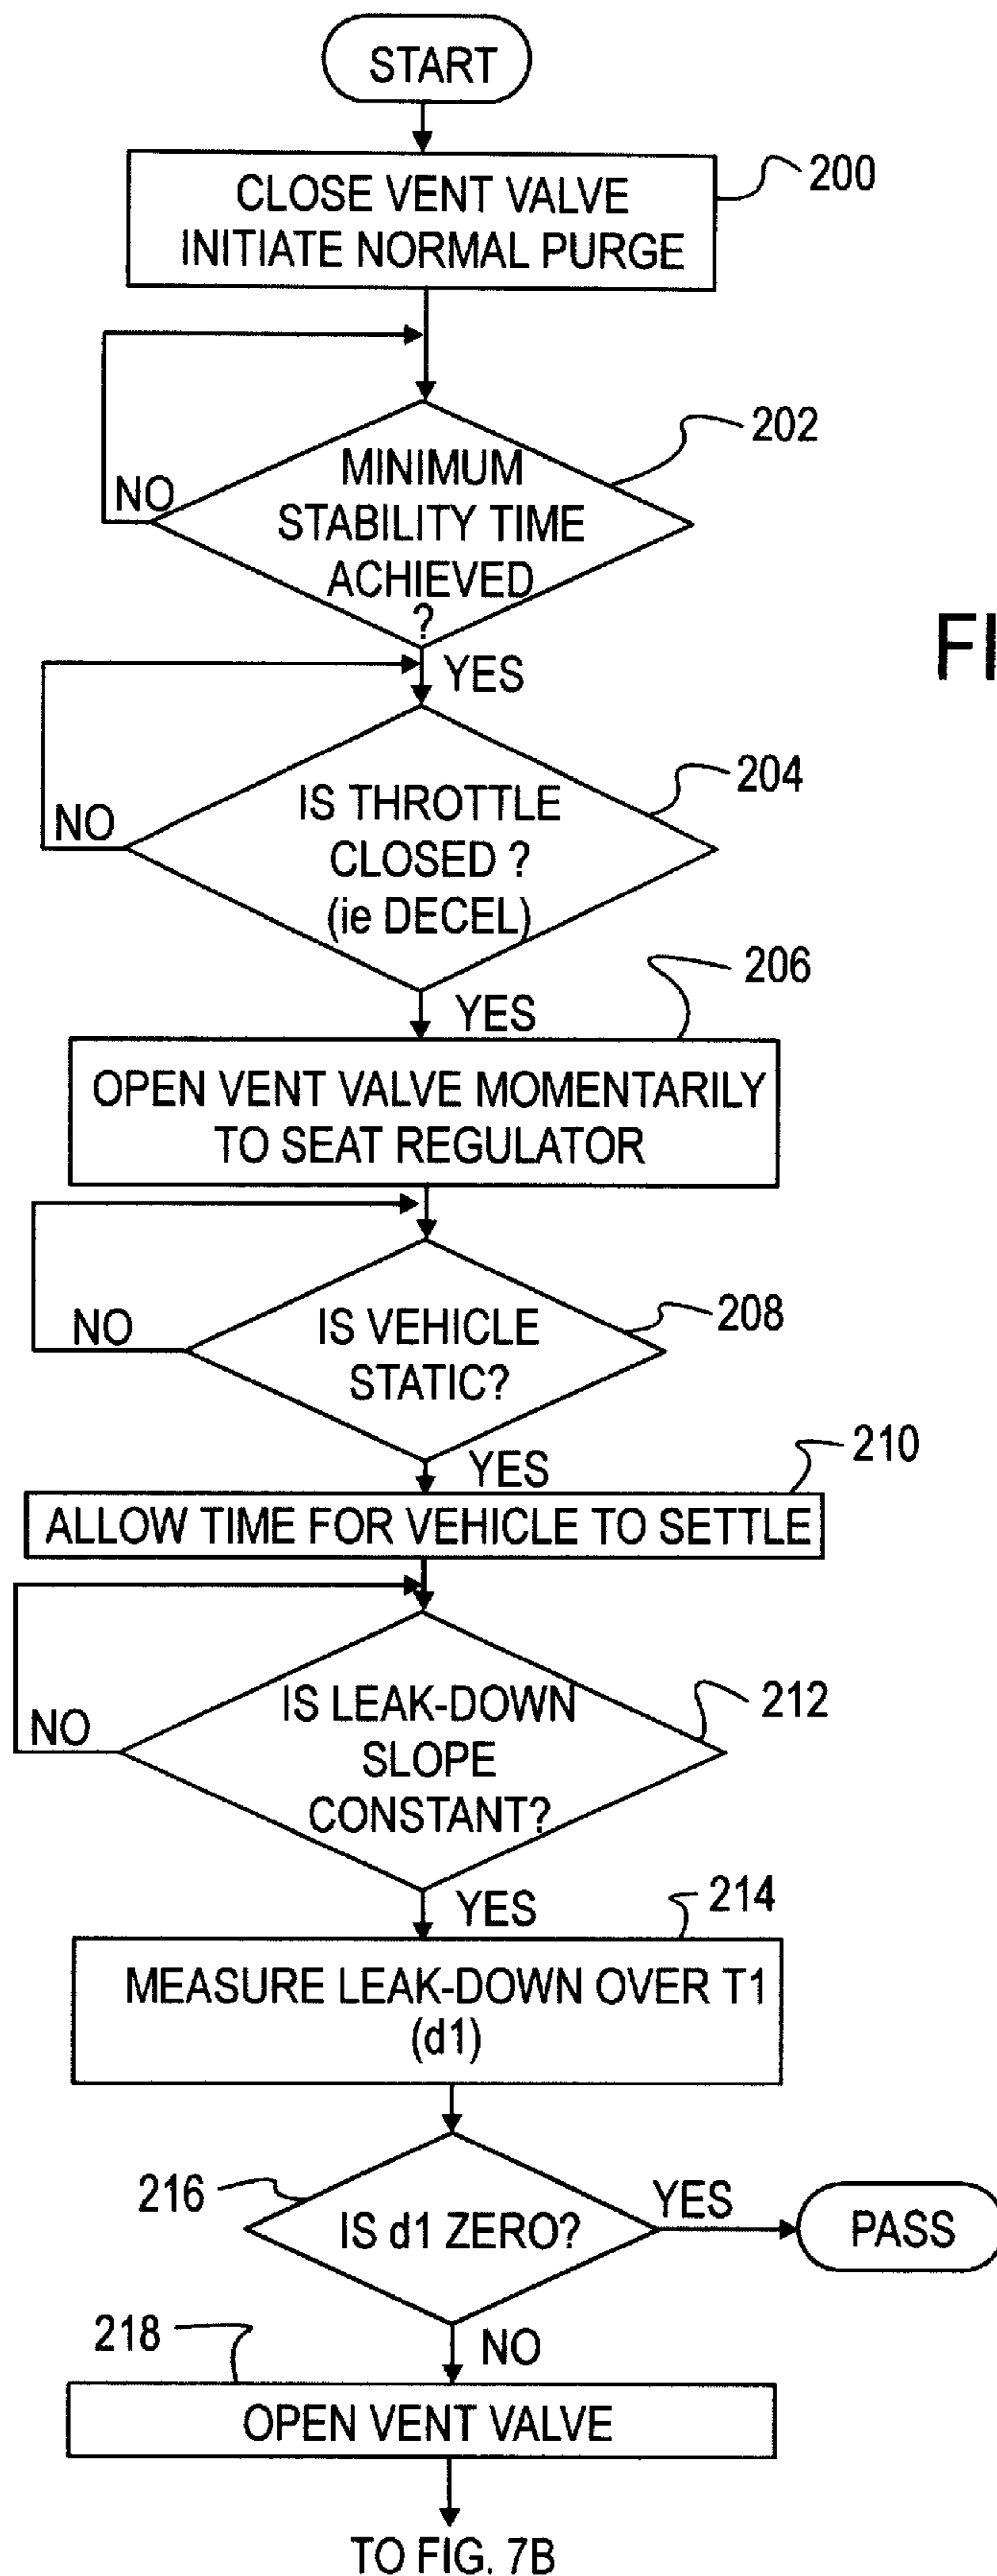 START
CLOSE VENT VALVE
INITIATE NORMAL PURGE
200
MINIMUM
STABILITY TIME
ACHIEVED
?
202
NO
YES
IS THROTTLE
CLOSED ?
(ie DECEL)
204
NO
YES
FI
206
OPEN VENT VALVE MOMENTARILY
TO SEAT REGULATOR
IS VEHICLE
STATIC?
208
NO
YES
210
ALLOW TIME FOR VEHICLE TO SETTLE
IS LEAK-DOWN
SLOPE
CONSTANT?
212
NO
YES
214
MEASURE LEAK-DOWN OVER T1
(d1)
216
IS d1 ZERO?
YES
PASS
NO
218
OPEN VENT VALVE
TO FIG. 7B